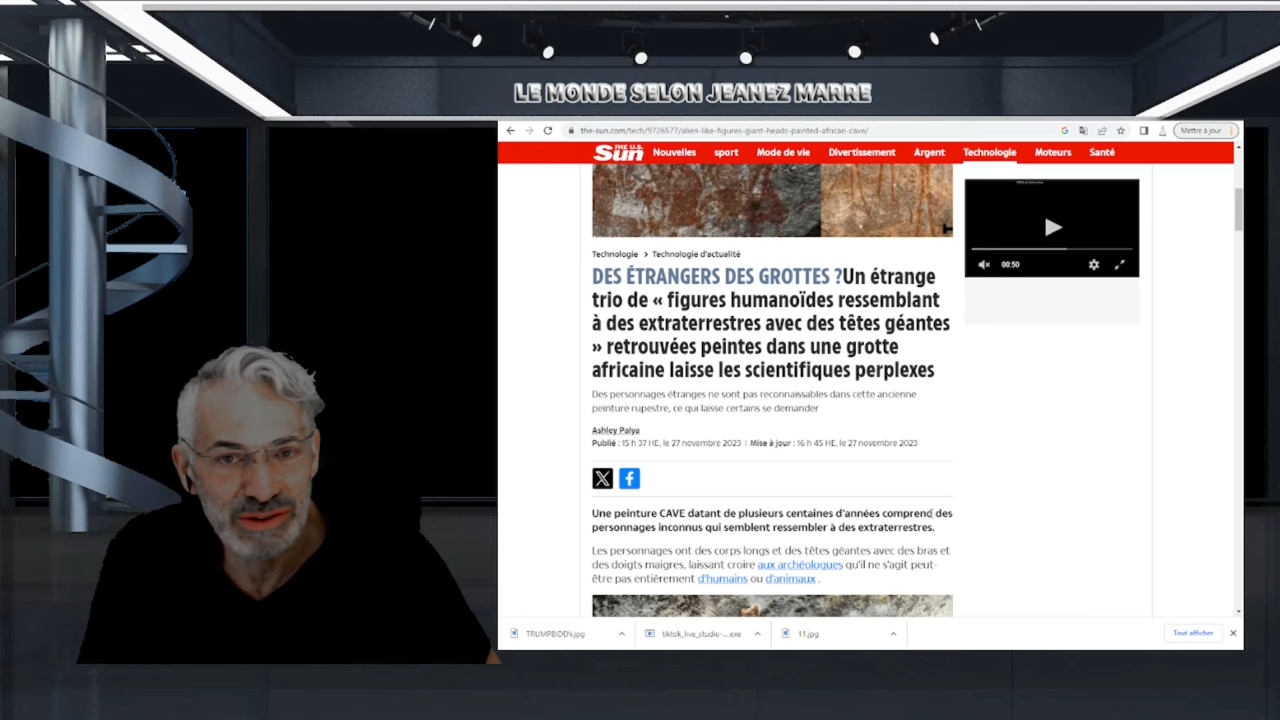 LE MONDE SELON JEANEZ MARRE
the-sun.com/tech/9726577/alien-like-figures-giant-heads-painted-african-cave/
Mettre à jour
THE U.S. Sun Nouvelles sport Mode de vie Divertissement Argent Technologie Moteurs Santé
00:50
Technologie > Technologie d'actualité
DES ÉTRANGERS DES GROTTES ?Un étrange
trio de « figures humanoïdes ressemblant
à des extraterrestres avec des têtes géantes
» retrouvées peintes dans une grotte
africaine laisse les scientifiques perplexes
Des personnages étranges ne sont pas reconnaissables dans cette ancienne
peinture rupestre, ce qui laisse certains se demander
Ashley Palya
Publié : 15 h 37 HE, le 27 novembre 2023 | Mise à jour : 16 h 45 HE, le 27 novembre 2023
Une peinture CAVE datant de plusieurs centaines d'années comprend des
personnages inconnus qui semblent ressembler à des extraterrestres.
Les personnages ont des corps longs et des têtes géantes avec des bras et
des doigts maigres, laissant croire aux archéologues qu'il ne s'agit peut-
être pas entièrement d'humains ou d'animaux .
TRUMPBIDEN.jpg
tiktok_live_studio-....exe
11.jpg
Tout afficher